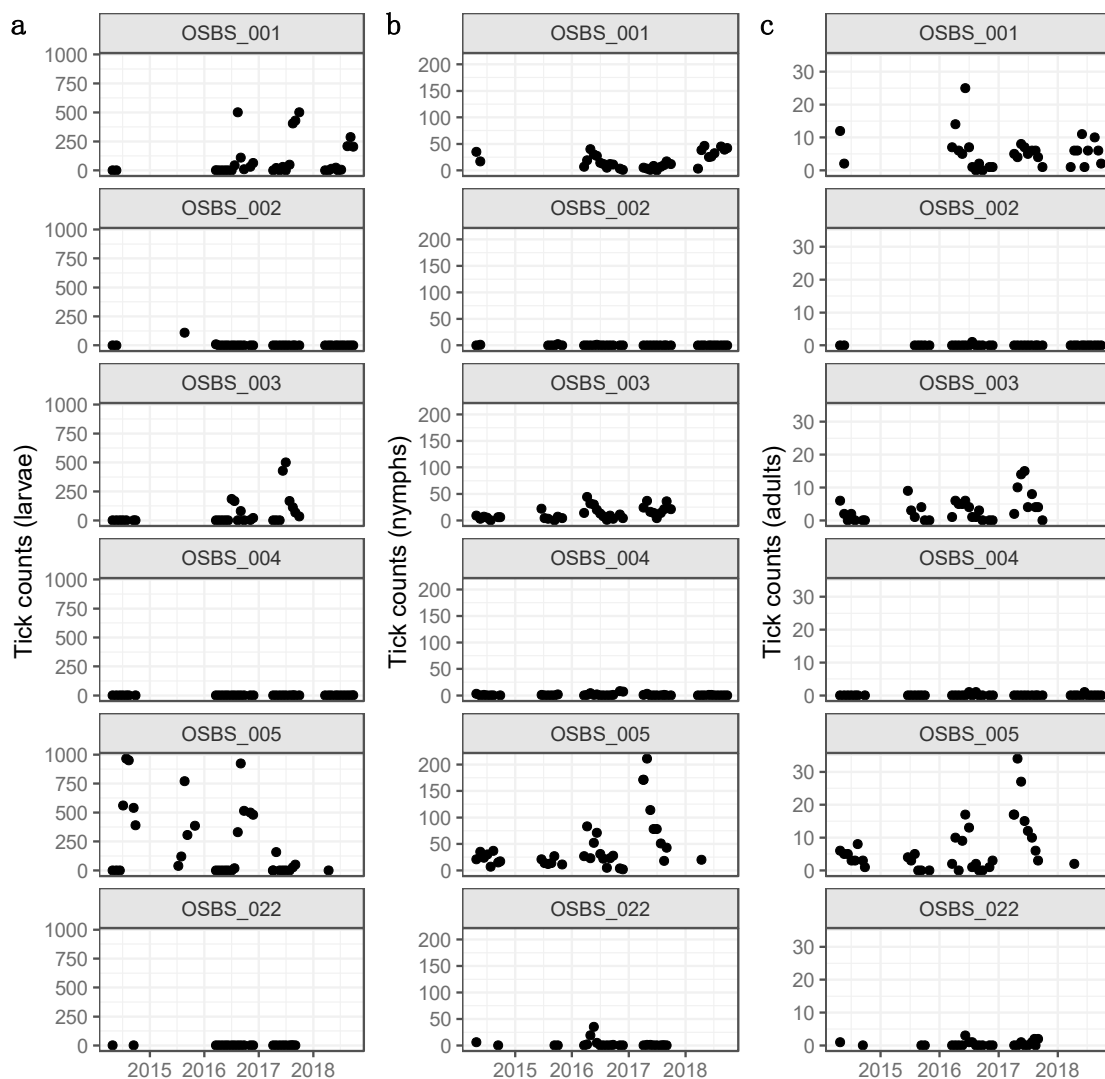 a b c
OSBS_001 OSBS_001 OSBS_001
1000 200 30
750 150 20
500 100 10
250 50 0
0 0
OSBS_002 OSBS_002 OSBS_002
1000 200 30
750 150 20
500 100 10
250 50 0
0 0
OSBS_003 OSBS_003 OSBS_003
1000 200 30
750 150 20
500 100 10
250 50 0
0 0
Tick counts (larvae) Tick counts (nymphs) Tick counts (adults)
OSBS_004 OSBS_004 OSBS_004
1000 200 30
750 150 20
500 100 10
250 50 0
0 0
OSBS_005 OSBS_005 OSBS_005
1000 200 30
750 150 20
500 100 10
250 50 0
0 0
OSBS_022 OSBS_022 OSBS_022
1000 200 30
750 150 20
500 100 10
250 50 0
0 0
2015 2016 2017 2018 2015 2016 2017 2018 2015 2016 2017 2018